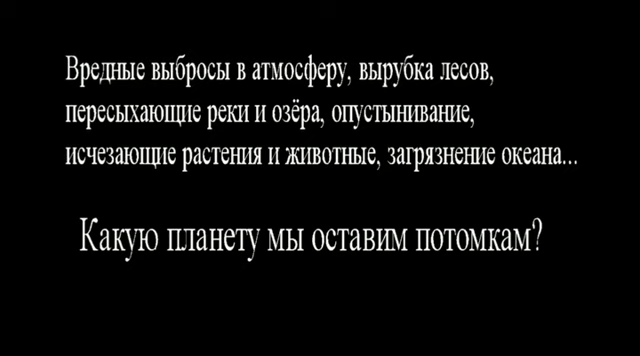 Вредные выбросы в атмосферу, вырубка лесов,
пересыхающие реки и озёра, опустынивание,
исчезающие растения и животные, загрязнение океана...
Какую планету мы оставим потомкам?